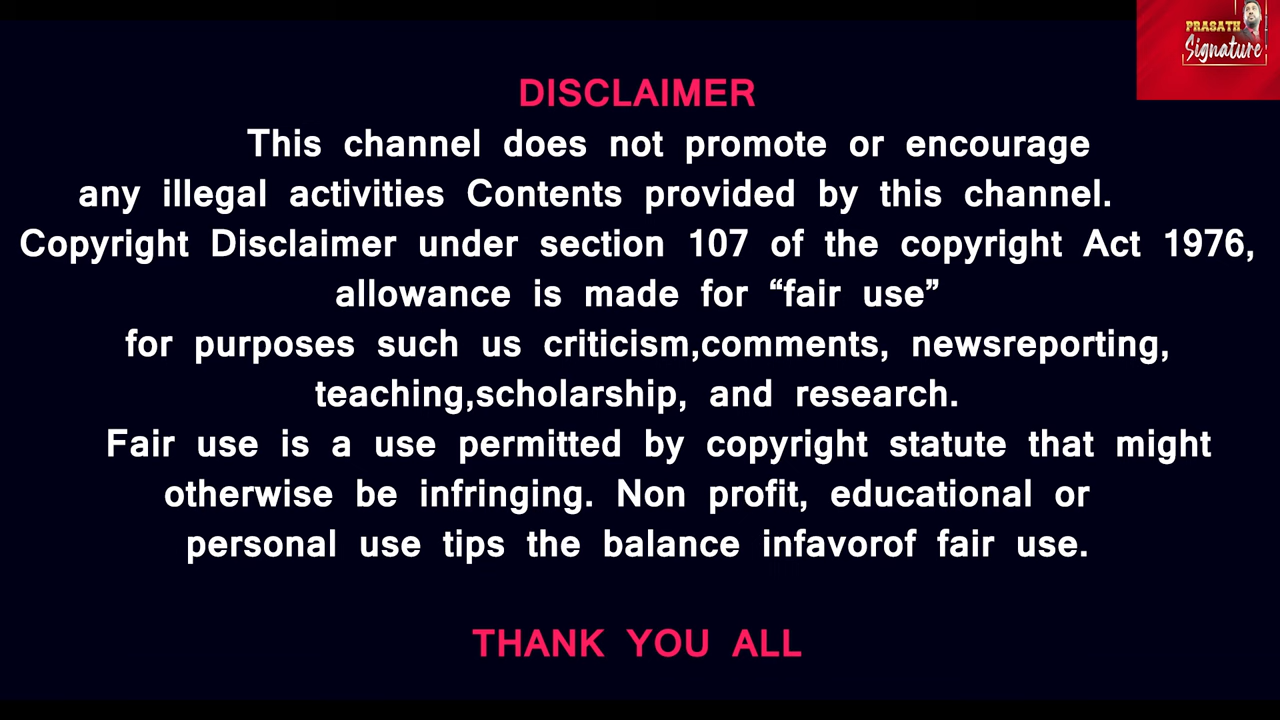 PRASATH
Signature
DISCLAIMER
This channel does not promote or encourage
any illegal activities Contents provided by this channel.
Copyright Disclaimer under section 107 of the copyright Act 1976,
allowance is made for “fair use”
for purposes such us criticism,comments, newsreporting,
teaching,scholarship, and research.
Fair use is a use permitted by copyright statute that might
otherwise be infringing. Non profit, educational or
personal use tips the balance infavorof fair use.
THANK YOU ALL